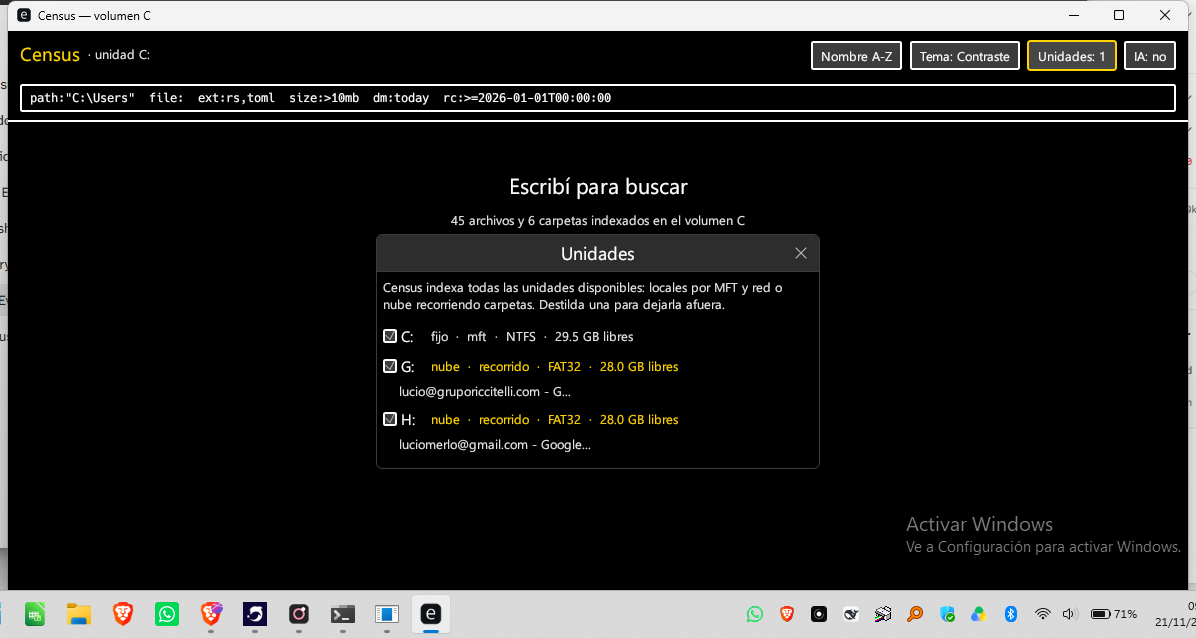 Census — volumen C
Census · unidad C:
Nombre A-Z
Tema: Contraste
Unidades: 1
IA: no
path:"C:\Users" file: ext:rs,toml size:>10mb dm:today rc:>=2026-01-01T00:00:00
Escribí para buscar
45 archivos y 6 carpetas indexados en el volumen C
Unidades
Census indexa todas las unidades disponibles: locales por MFT y red o
nube recorriendo carpetas. Destilda una para dejarla afuera.
C: fijo · mft · NTFS · 29.5 GB libres
G: nube · recorrido · FAT32 · 28.0 GB libres
lucio@gruporiccitelli.com - G...
H: nube · recorrido · FAT32 · 28.0 GB libres
luciomerlo@gmail.com - Google...
Activar Windows
Ve a Configuración para activar Windows.
71%
21/11/2